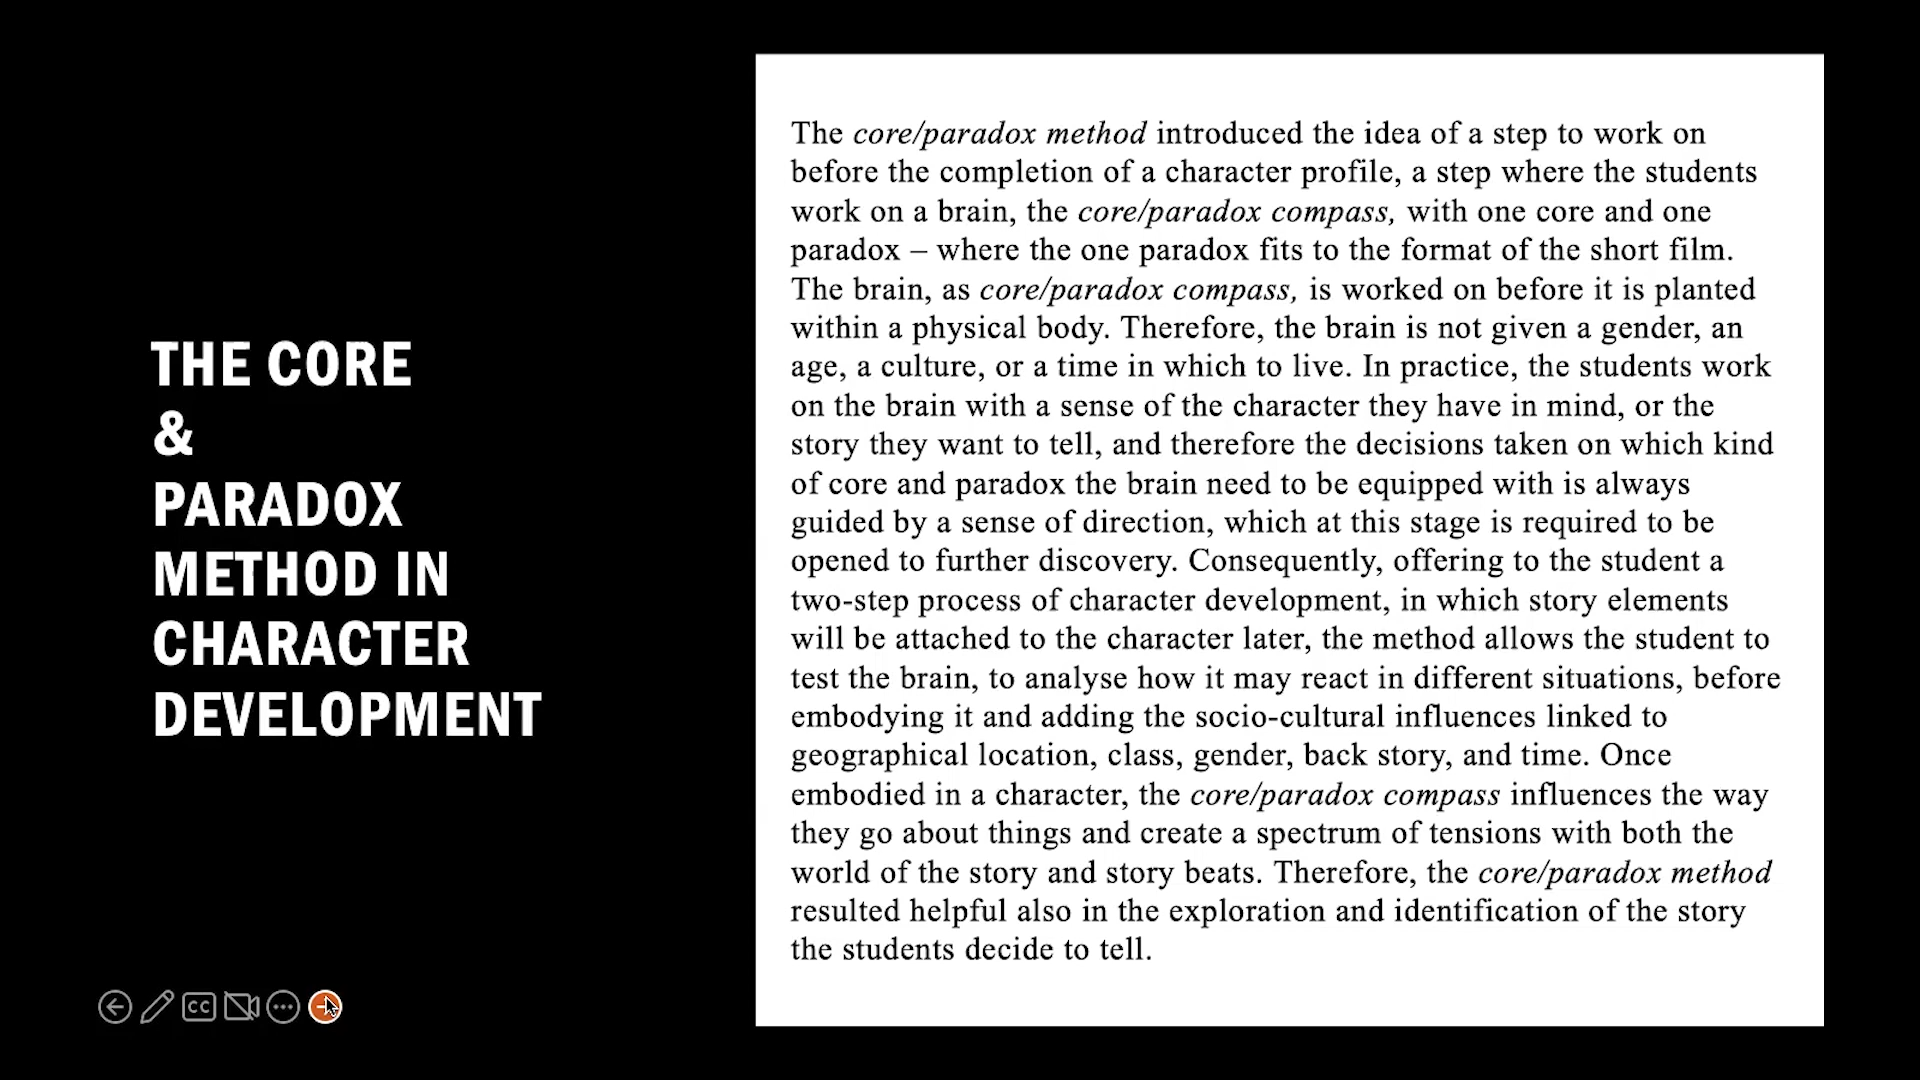 THE CORE
&
PARADOX
METHOD IN
CHARACTER
DEVELOPMENT
The core/paradox method introduced the idea of a step to work on
before the completion of a character profile, a step where the students
work on a brain, the core/paradox compass, with one core and one
paradox – where the one paradox fits to the format of the short film.
The brain, as core/paradox compass, is worked on before it is planted
within a physical body. Therefore, the brain is not given a gender, an
age, a culture, or a time in which to live. In practice, the students work
on the brain with a sense of the character they have in mind, or the
story they want to tell, and therefore the decisions taken on which kind
of core and paradox the brain need to be equipped with is always
guided by a sense of direction, which at this stage is required to be
opened to further discovery. Consequently, offering to the student a
two-step process of character development, in which story elements
will be attached to the character later, the method allows the student to
test the brain, to analyse how it may react in different situations, before
embodying it and adding the socio-cultural influences linked to
geographical location, class, gender, back story, and time. Once
embodied in a character, the core/paradox compass influences the way
they go about things and create a spectrum of tensions with both the
world of the story and story beats. Therefore, the core/paradox method
resulted helpful also in the exploration and identification of the story
the students decide to tell.
CC